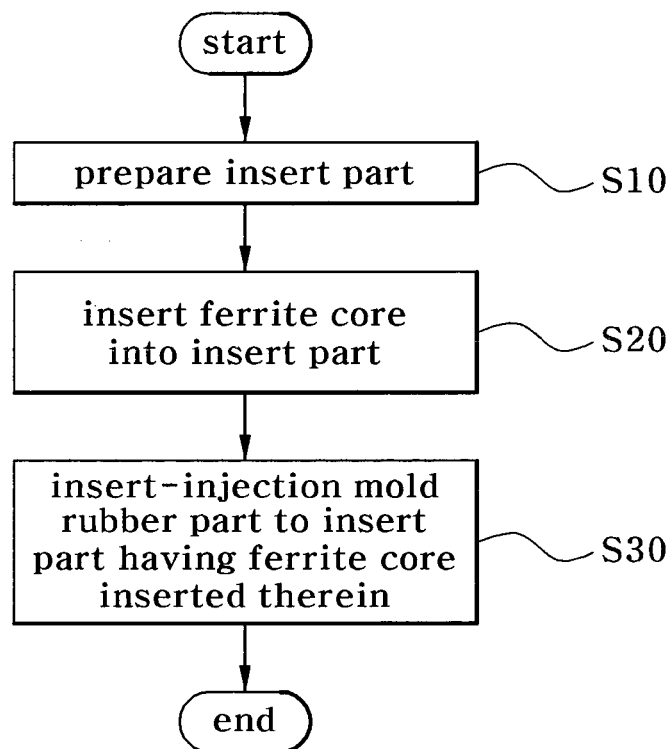 start
prepare insert part
S10
insert ferrite core
into insert part
S20
insert-injection mold
rubber part to insert
part having ferrite core
inserted therein
S30
end